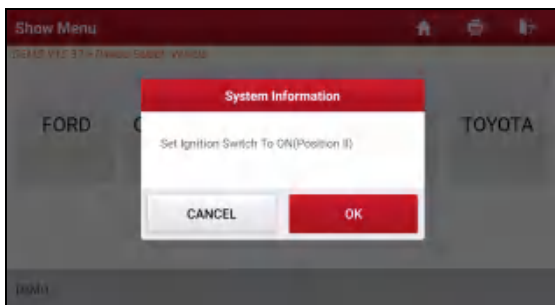 Show Menu
System Information
FORD
TOYOTA
Set Ignition Switch To ON(Position II)
CANCEL
OK